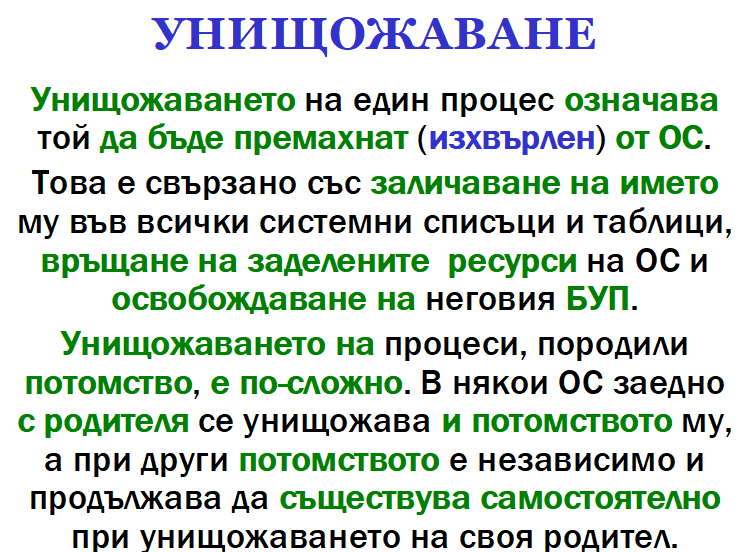 УНИЩОЖАВАНЕ
Унищожаването на един процес означава
той да бъде премахнат (изхвърлен) от ОС.
Това е свързано със заличаване на името
му във всички системни списъци и таблици,
връщане на заделените ресурси на ОС и
освобождаване на неговия БУП.
Унищожаването на процеси, породили
потомство, е по-сложно. В някои ОС заедно
с родителя се унищожава и потомството му,
а при други потомството е независимо и
продължава да съществува самостоятелно
при унищожаването на своя родител.